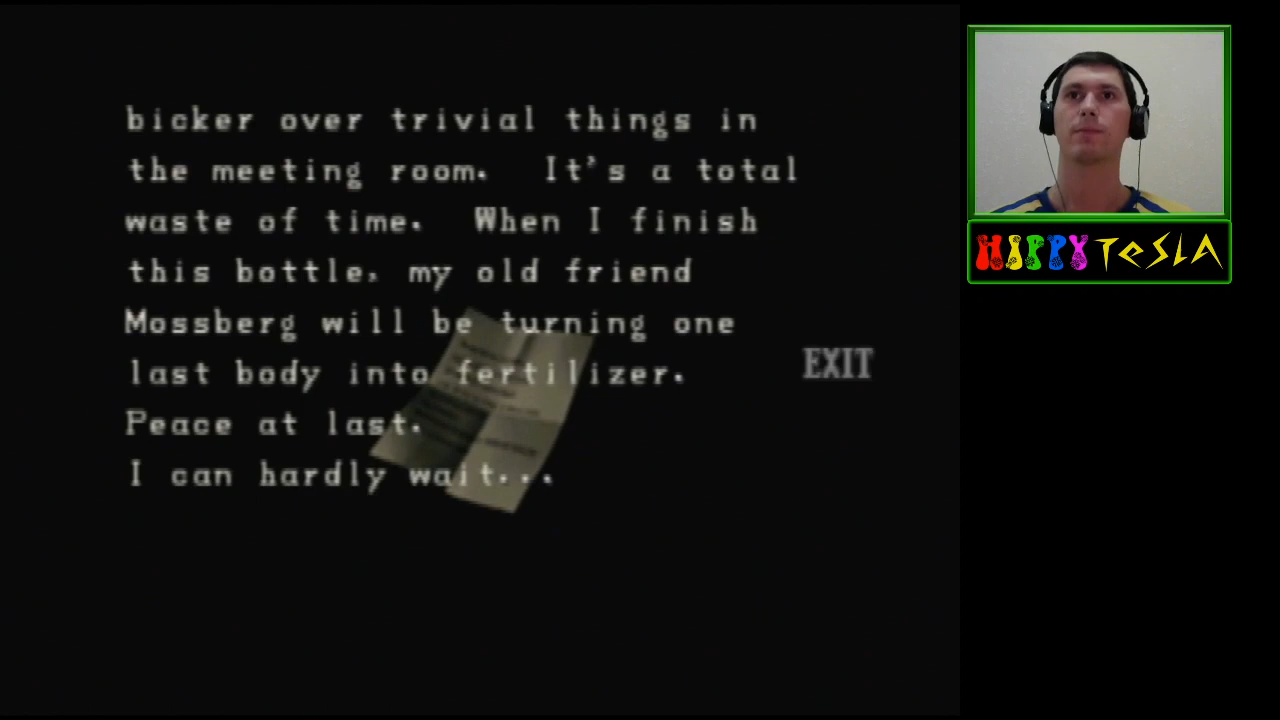 bicker over trivial things in
the meeting room. It's a total
waste of time. When I finish
this bottle, my old friend
Mossberg will be turning one
last body into fertilizer.
Peace at last.
I can hardly wait...
EXIT
HIPPY TeSLA